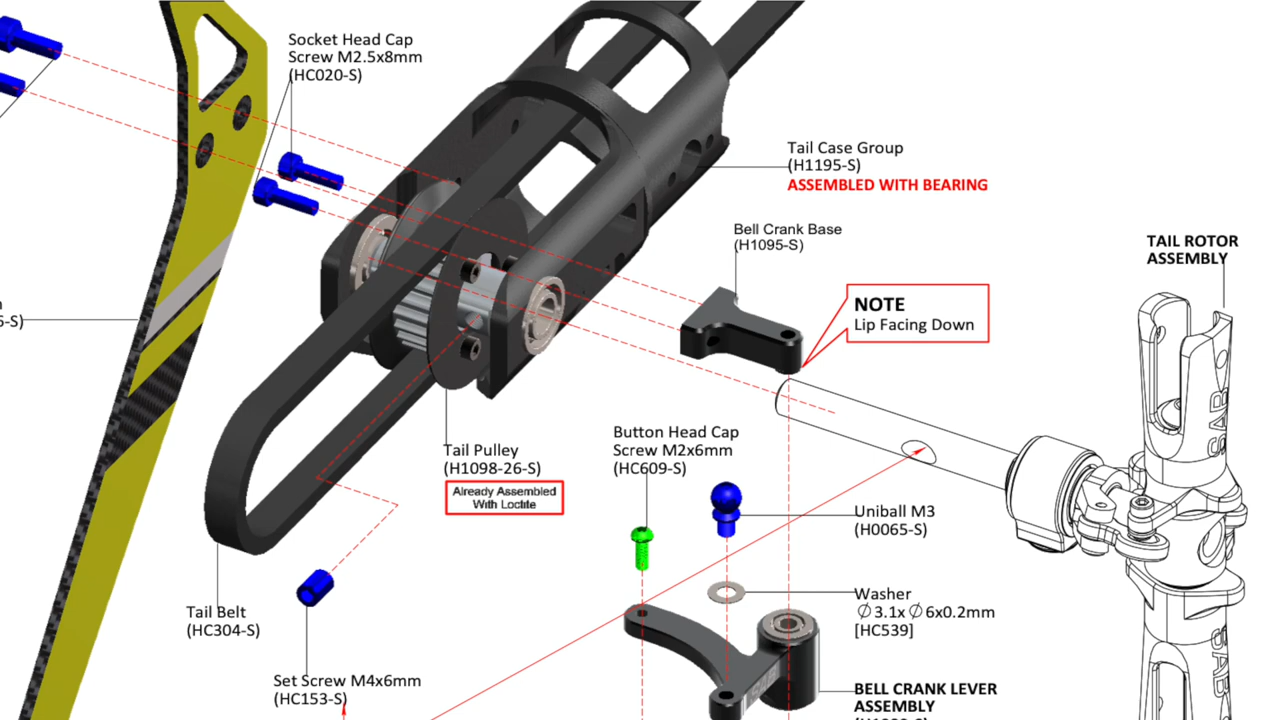 Socket Head Cap
Screw M2.5x8mm
(HC020-S)
Tail Case Group
(H1195-S)
ASSEMBLED WITH BEARING
Bell Crank Base
(H1095-S)
TAIL ROTOR
ASSEMBLY
NOTE
Lip Facing Down
-S)
Button Head Cap
Screw M2x6mm
(HC609-S)
Tail Pulley
(H1098-26-S)
Already Assembled
With Loctite
Uniball M3
(H0065-S)
Washer
∅3.1x ∅6x0.2mm
[HC539]
Tail Belt
(HC304-S)
Set Screw M4x6mm
(HC153-S)
BELL CRANK LEVER
ASSEMBLY
SAB
SAB